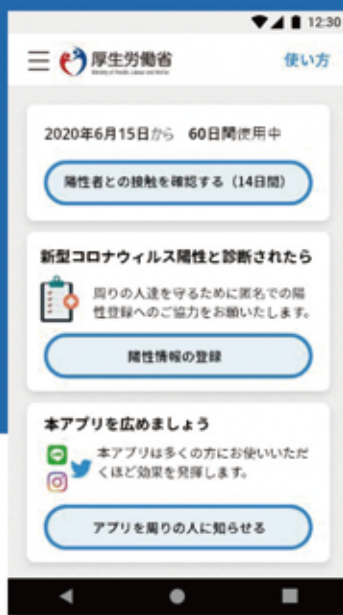 12:30
厚生労働省
Ministry of Health, Labour and Welfare
使い方
2020年6月15日から 60日間使用中
陽性者との接触を確認する（14日間）
新型コロナウィルス陽性と診断されたら
周りの人達を守るために匿名での陽
性登録へのご協力をお願いいたします。
陽性情報の登録
本アプリを広めましょう
本アプリは多くの方にお使いいただ
くほど効果を発揮します。
アプリを周りの人に知らせる